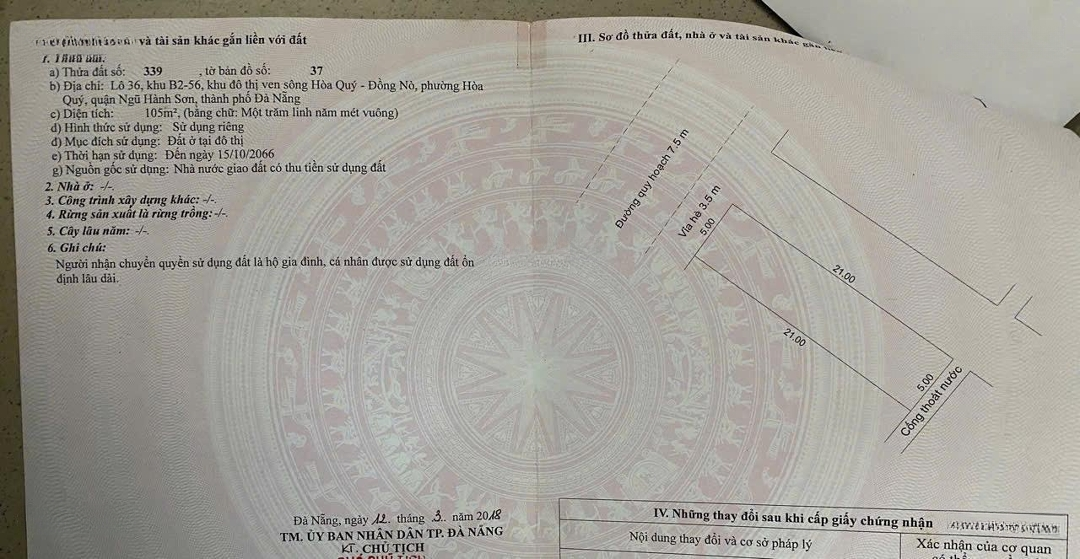 và tài sản khác gắn liền với đất
a) Thửa đất số: 339 , tờ bản đồ số: 37
b) Địa chỉ: Lô 36, khu B2-56, khu đô thị ven sông Hòa Quý - Đồng Nò, phường Hòa
Quý, quận Ngũ Hành Sơn, thành phố Đà Nẵng
c) Diện tích: 105m², (bằng chữ: Một trăm linh năm mét vuông)
d) Hình thức sử dụng: Sử dụng riêng
đ) Mục đích sử dụng: Đất ở tại đô thị
e) Thời hạn sử dụng: Đến ngày 15/10/2066
g) Nguồn gốc sử dụng: Nhà nước giao đất có thu tiền sử dụng đất
2. Nhà ở: -/-.
3. Công trình xây dựng khác: -/-.
4. Rừng sản xuất là rừng trồng: -/-.
5. Cây lâu năm: -/-.
6. Ghi chú:
Người nhận chuyển quyền sử dụng đất là hộ gia đình, cá nhân được sử dụng đất ổn
định lâu dài.
Đà Nẵng, ngày 12 tháng 3 năm 2018
TM. ỦY BAN NHÂN DÂN TP. ĐÀ NẴNG
KT. CHỦ TỊCH
PHÓ CHỦ TỊCH
III. Sơ đồ thửa đất, nhà ở và tài sản khác gắn
Đường quy hoạch 7.5 m
Vỉa hè 3.5 m
5.00
21.00
21.00
5.00
Cống thoát nước
IV. Những thay đổi sau khi cấp giấy chứng nhận
Nội dung thay đổi và cơ sở pháp lý
Xác nhận của cơ quan
có thẩ